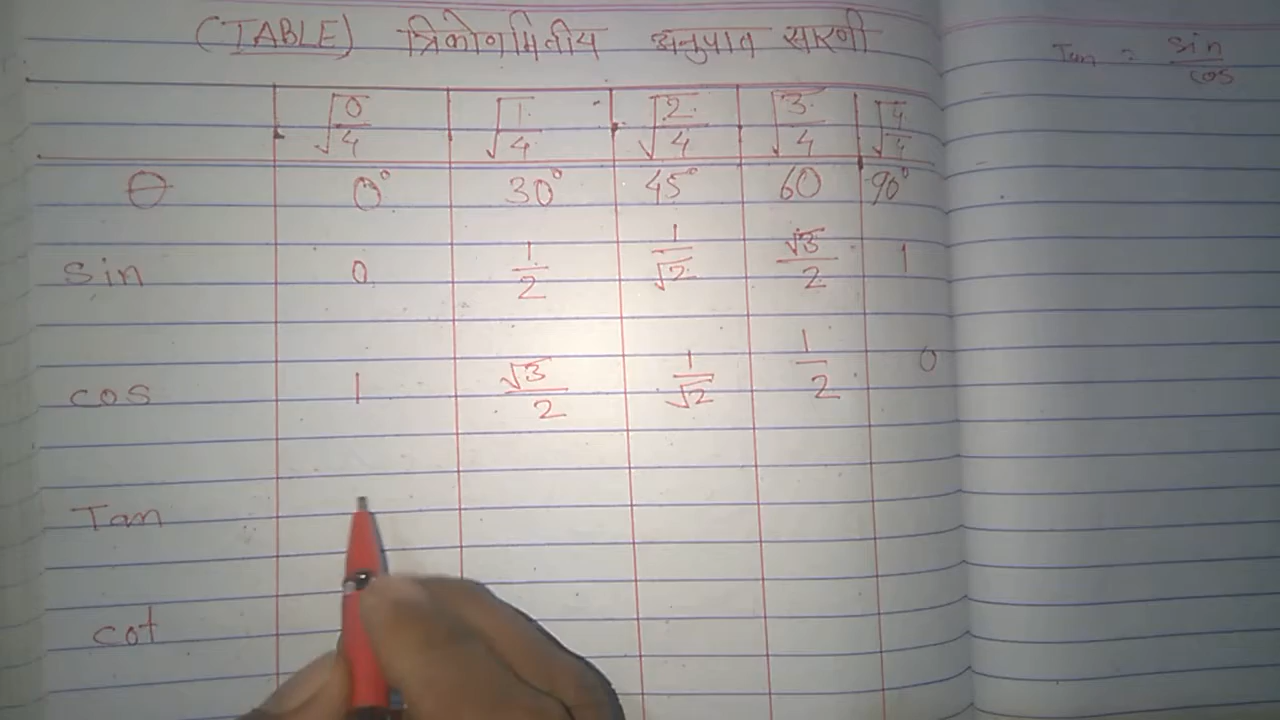 (TABLE) त्रिकोणमितीय अनुपात सारणी
Tan = sin/cos
√0/4 √1/4 √2/4 √3/4 √4/4
θ 0° 30° 45° 60 90°
sin 0 1/2 1/√2 √3/2 1
cos 1 √3/2 1/√2 1/2 0
Tan
cot